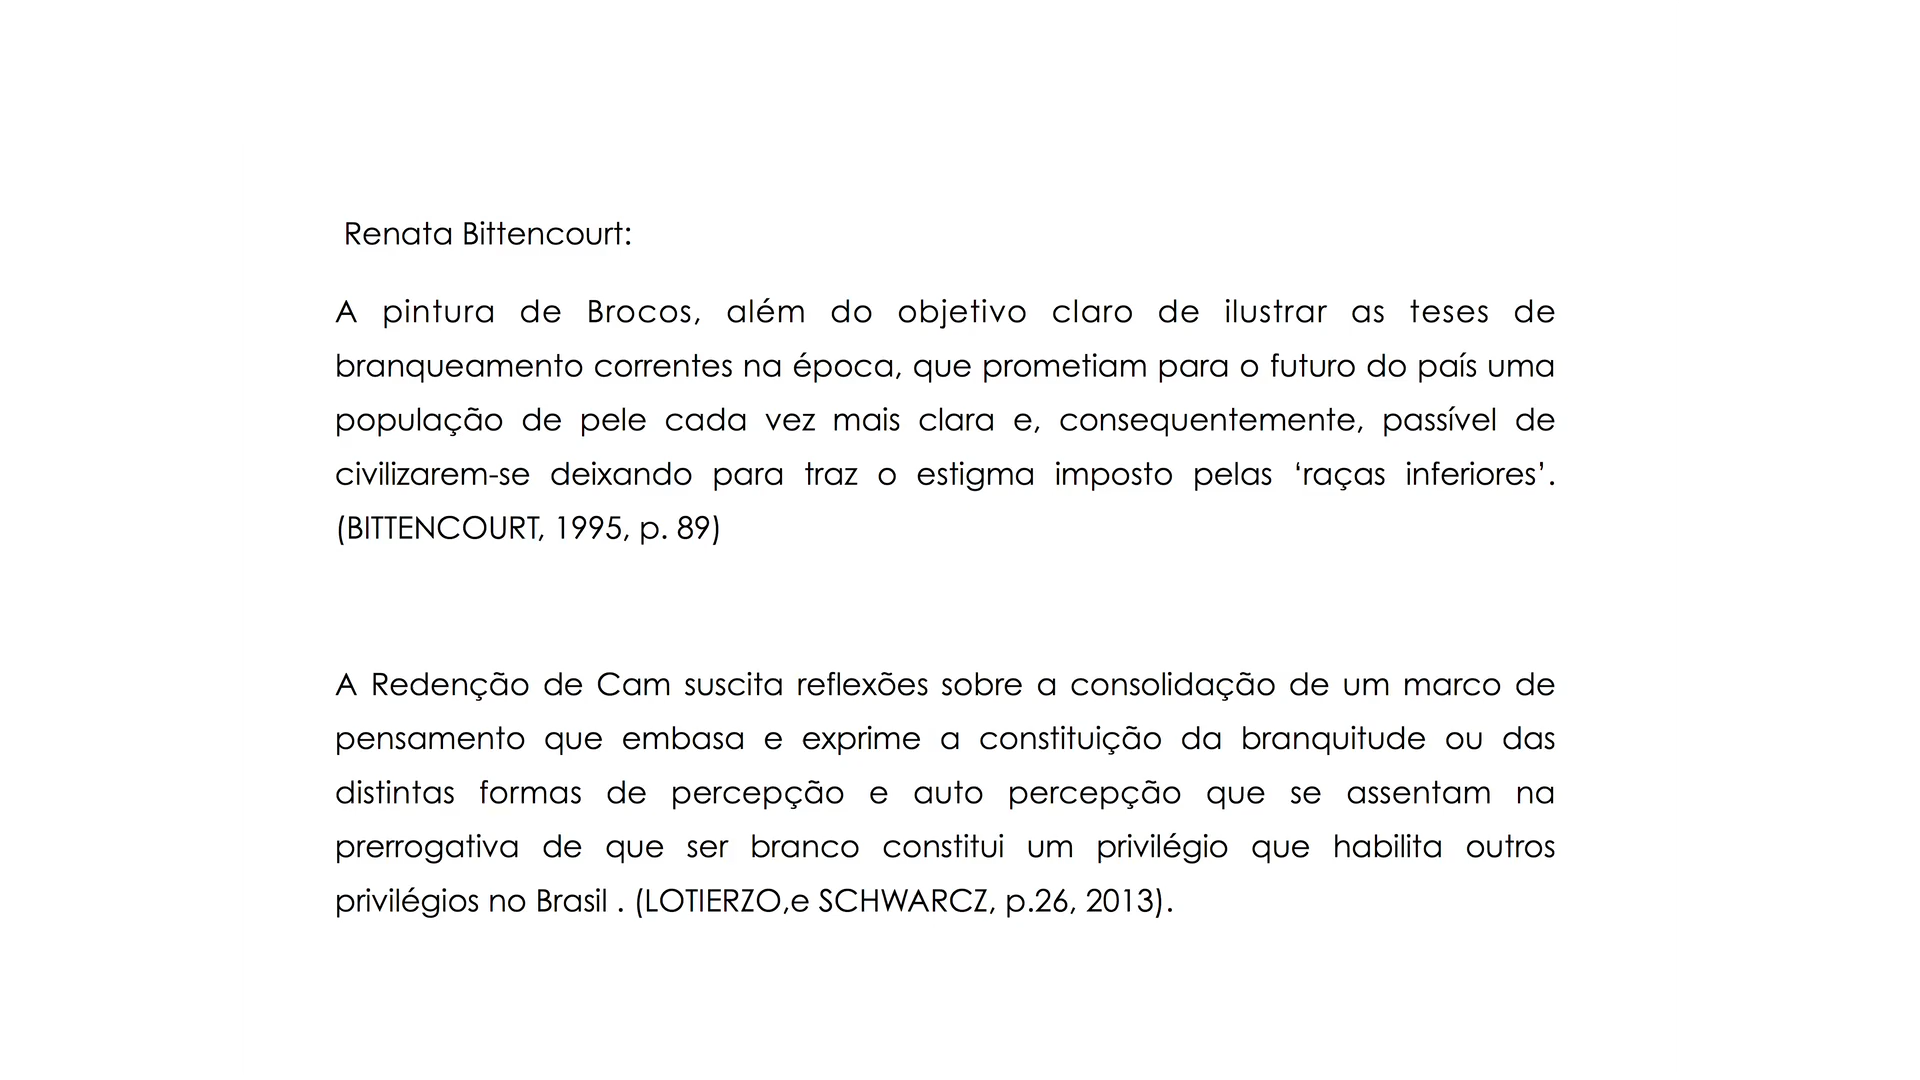 Renata Bittencourt:
A pintura de Brocos, além do objetivo claro de ilustrar as teses de
branqueamento correntes na época, que prometiam para o futuro do país uma
população de pele cada vez mais clara e, consequentemente, passível de
civilizarem-se deixando para traz o estigma imposto pelas ‘raças inferiores’.
(BITTENCOURT, 1995, p. 89)
A Redenção de Cam suscita reflexões sobre a consolidação de um marco de
pensamento que embasa e exprime a constituição da branquitude ou das
distintas formas de percepção e auto percepção que se assentam na
prerrogativa de que ser branco constitui um privilégio que habilita outros
privilégios no Brasil . (LOTIERZO,e SCHWARCZ, p.26, 2013).